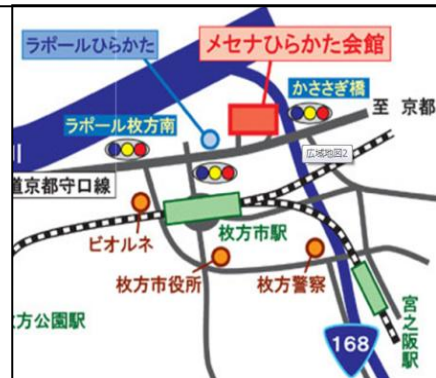 ラポールひらかた
メセナひらかた会館
かささぎ橋
至 京都
ラポール枚方南
川
広域地図2
道京都守口線
ビオルネ
枚方市駅
枚方市役所
枚方警察
宮之阪駅
方公園駅
168